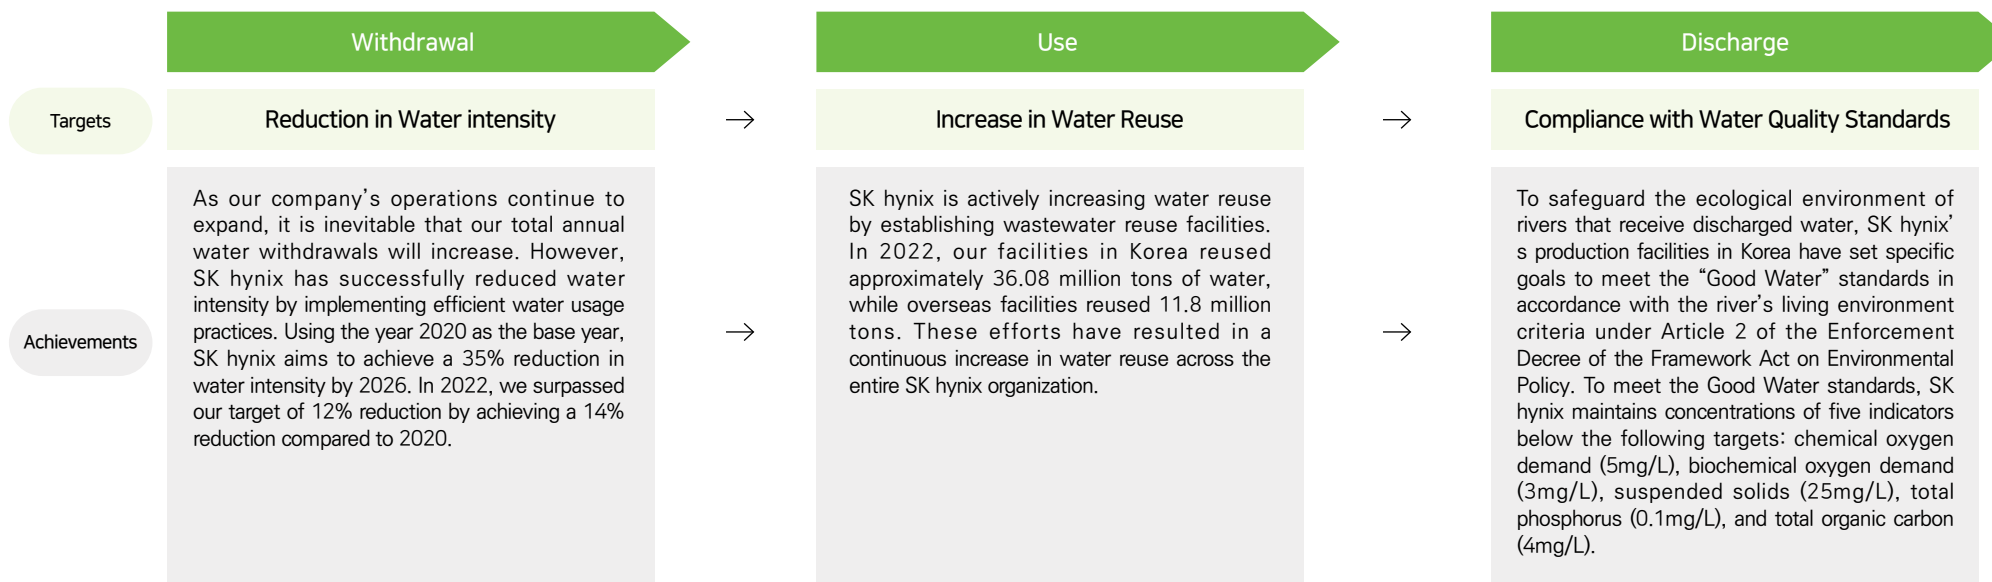 Withdrawal
Use
Discharge
Targets
Reduction in Water intensity
→
Increase in Water Reuse
→
Compliance with Water Quality Standards
Achievements
As our company's operations continue to
expand, it is inevitable that our total annual
water withdrawals will increase. However,
SK hynix has successfully reduced water
intensity by implementing efficient water usage
practices. Using the year 2020 as the base year,
SK hynix aims to achieve a 35% reduction in
water intensity by 2026. In 2022, we surpassed
our target of 12% reduction by achieving a 14%
reduction compared to 2020.
→
SK hynix is actively increasing water reuse
by establishing wastewater reuse facilities.
In 2022, our facilities in Korea reused
approximately 36.08 million tons of water,
while overseas facilities reused 11.8 million
tons. These efforts have resulted in a
continuous increase in water reuse across the
entire SK hynix organization.
→
To safeguard the ecological environment of
rivers that receive discharged water, SK hynix'
s production facilities in Korea have set specific
goals to meet the “Good Water” standards in
accordance with the river's living environment
criteria under Article 2 of the Enforcement
Decree of the Framework Act on Environmental
Policy. To meet the Good Water standards, SK
hynix maintains concentrations of five indicators
below the following targets: chemical oxygen
demand (5mg/L), biochemical oxygen demand
(3mg/L), suspended solids (25mg/L), total
phosphorus (0.1mg/L), and total organic carbon
(4mg/L).